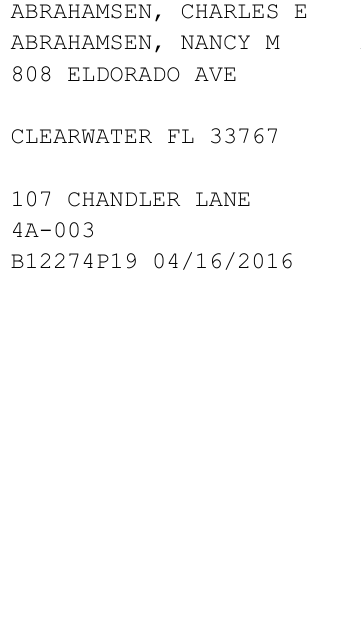 ABRAHAMSEN, CHARLES E
ABRAHAMSEN, NANCY M
808 ELDORADO AVE
CLEARWATER FL 33767
107 CHANDLER LANE
4A-003
B12274P19 04/16/2016